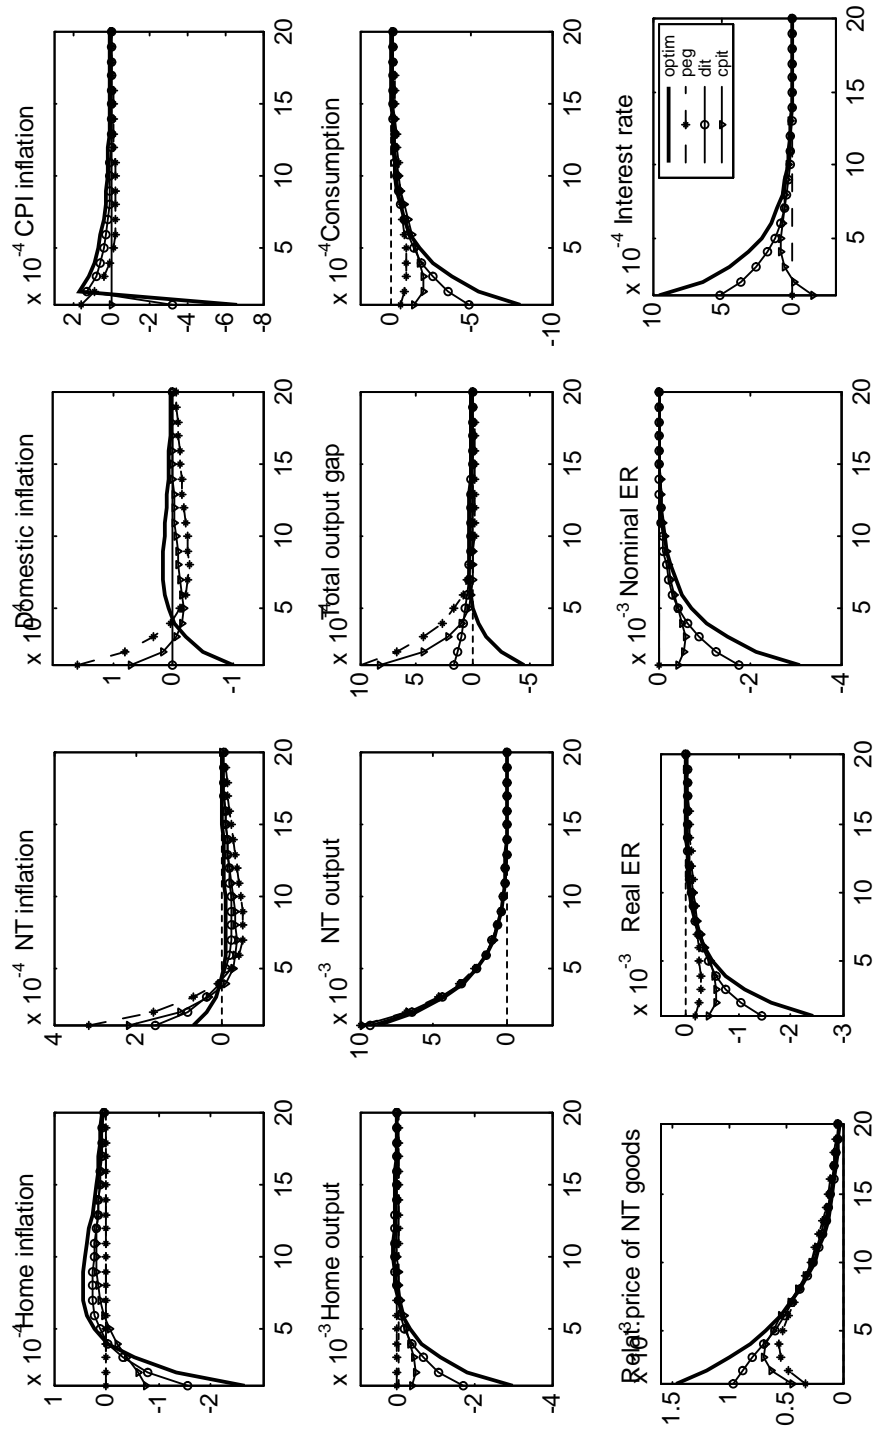 x 10⁻⁴ Home inflation
1
0
-1
-2
5 10 15 20
x 10⁻⁴ NT inflation
4
2
0
5 10 15 20
x 10⁻⁴
Domestic inflation
1
0
-1
5 10 15 20
x 10⁻⁴ CPI inflation
2
0
-2
-4
-6
-8
5 10 15 20
x 10⁻³ Home output
0
-2
-4
5 10 15 20
x 10⁻³ NT output
10
5
0
5 10 15 20
x 10⁻⁴
Total output gap
10
5
0
-5
5 10 15 20
x 10⁻⁴ Consumption
0
-5
-10
5 10 15 20
x 10⁻³
Relat. price of NT goods
1.5
1
0.5
0
5 10 15 20
x 10⁻³ Real ER
0
-1
-2
-3
5 10 15 20
x 10⁻³ Nominal ER
0
-2
-4
5 10 15 20
x 10⁻⁴ Interest rate
10
5
0
5 10 15 20
optim
peg
dit
cpit